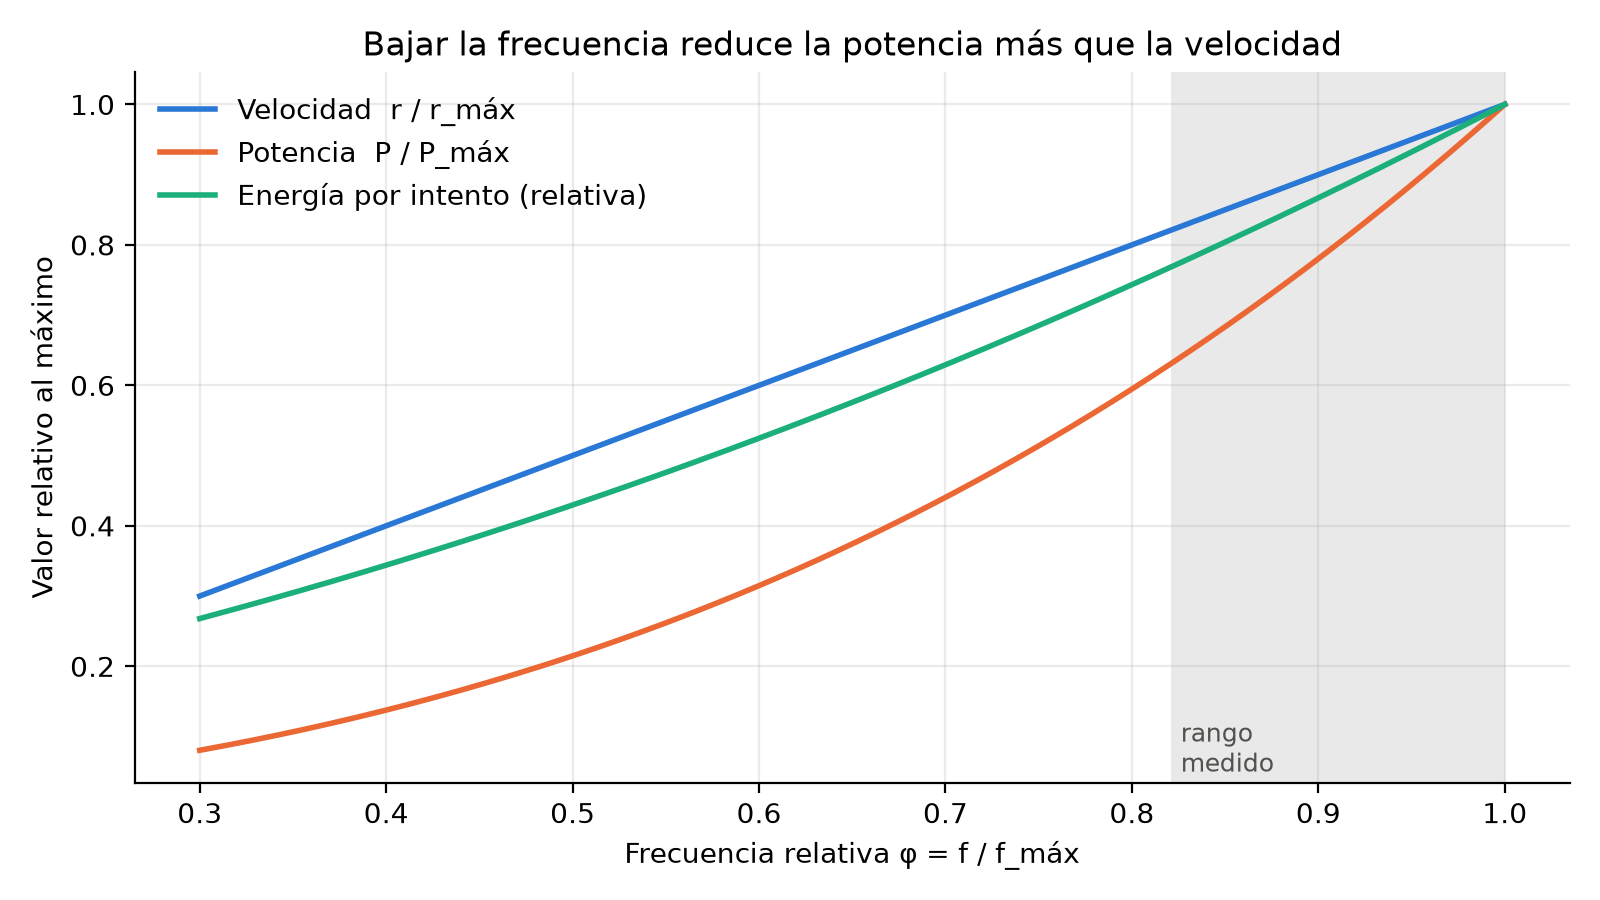 Bajar la frecuencia reduce la potencia más que la velocidad
Velocidad  r / r_máx
Potencia  P / P_máx
Energía por intento (relativa)
Valor relativo al máximo
1.0
0.8
0.6
0.4
0.2
rango
medido
0.3 0.4 0.5 0.6 0.7 0.8 0.9 1.0
Frecuencia relativa φ = f / f_máx